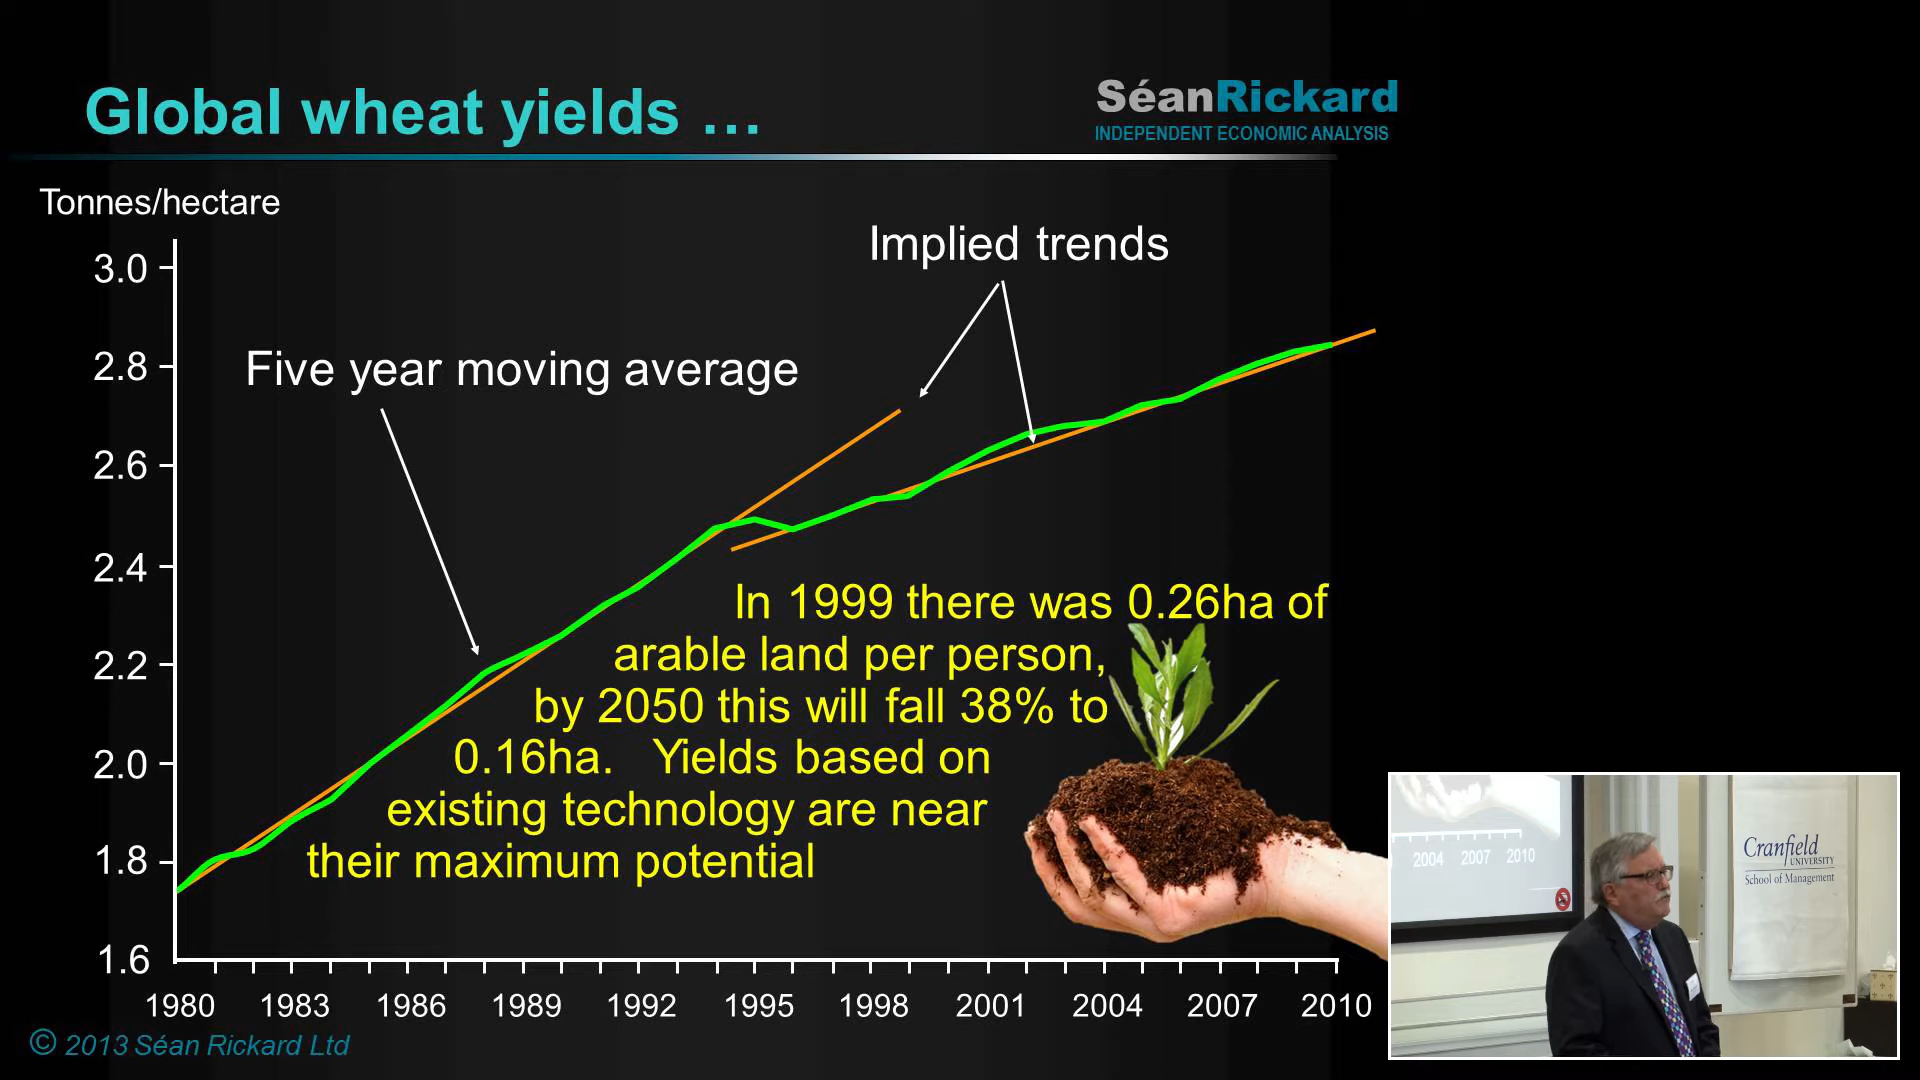 Global wheat yields …
SéanRickard
INDEPENDENT ECONOMIC ANALYSIS
Tonnes/hectare
Implied trends
Five year moving average
3.0
2.8
2.6
2.4
2.2
2.0
1.8
1.6
In 1999 there was 0.26ha of
arable land per person,
by 2050 this will fall 38% to
0.16ha. Yields based on
existing technology are near
their maximum potential
1980 1983 1986 1989 1992 1995 1998 2001 2004 2007 2010
© 2013 Séan Rickard Ltd
2004 2007 2010
Cranfield
UNIVERSITY
School of Management